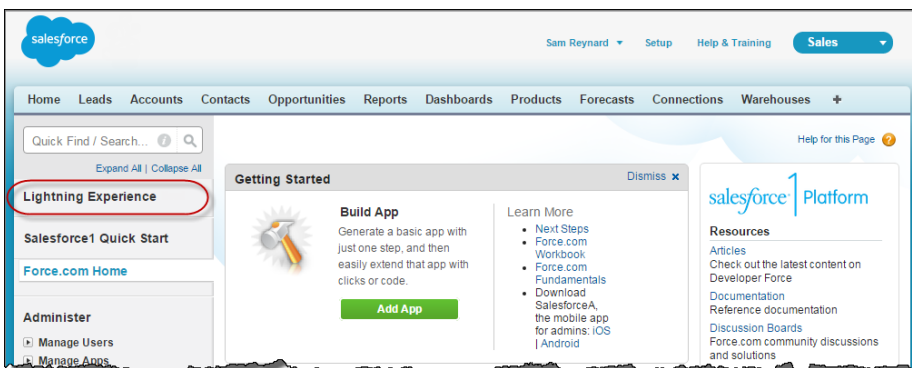 salesforce
Sam Reynard
Setup
Help & Training
Sales
Home Leads Accounts Contacts Opportunities Reports Dashboards Products Forecasts Connections Warehouses +
Quick Find / Search...
Expand All | Collapse All
Lightning Experience
Salesforce1 Quick Start
Force.com Home
Administer
Manage Users
Manage Apps
Help for this Page ?
Getting Started
Dismiss x
Build App
Generate a basic app with
just one step, and then
easily extend that app with
clicks or code.
Add App
Learn More
• Next Steps
• Force.com
Workbook
• Force.com
Fundamentals
• Download
SalesforceA,
the mobile app
for admins: iOS
| Android
salesforce1 Platform
Resources
Articles
Check out the latest content on
Developer Force
Documentation
Reference documentation
Discussion Boards
Force.com community discussions
and solutions